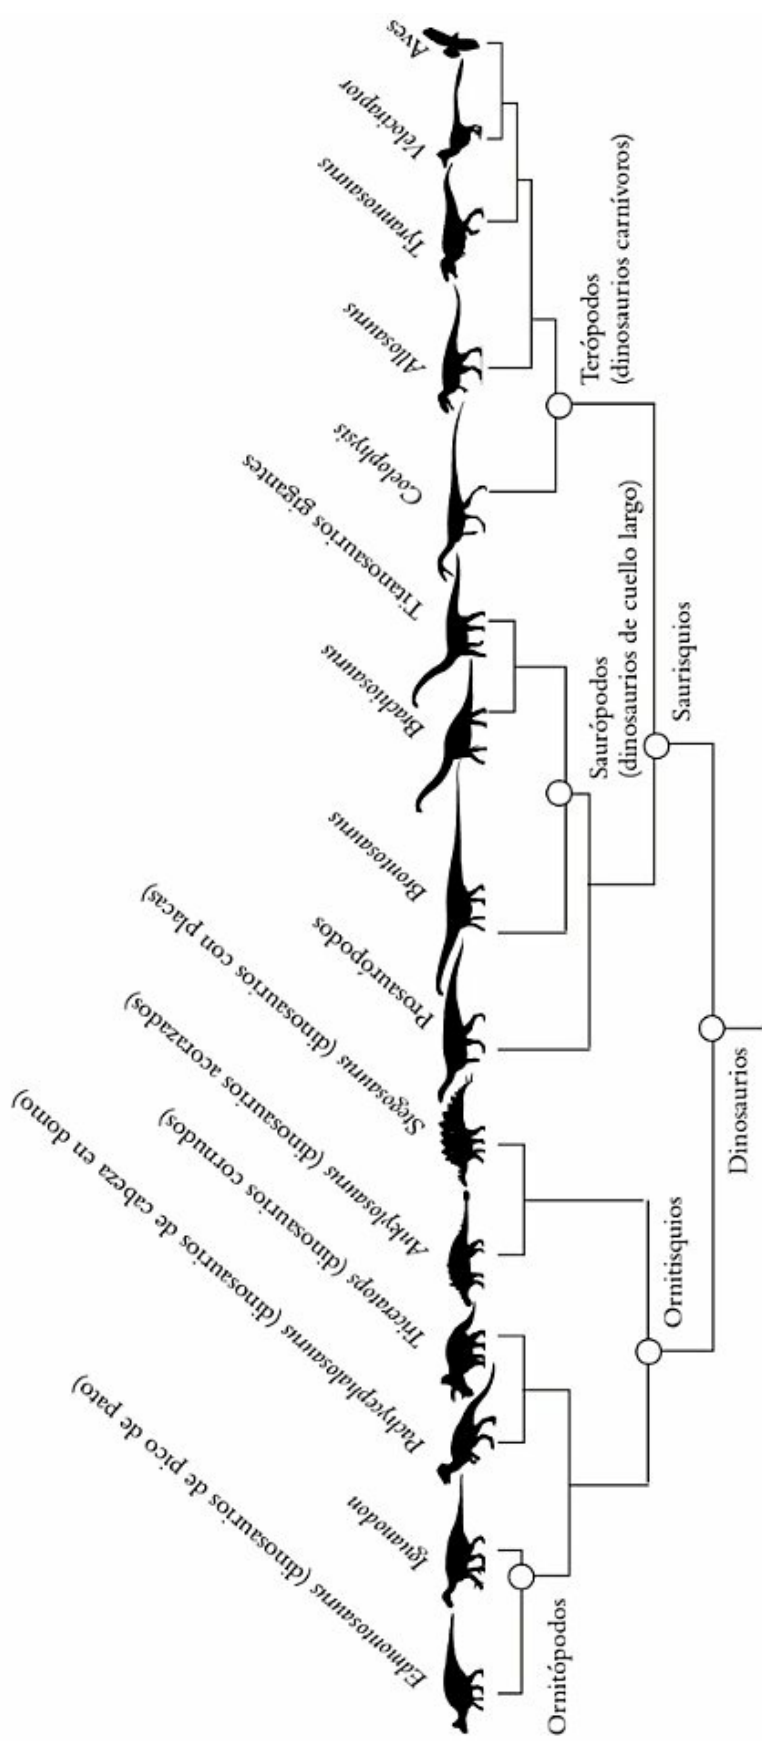 Edmontosaurus (dinosaurios de pico de pato)
Iguanodon
Pachycephalosaurus (dinosaurios de cabeza en domo)
Triceratops (dinosaurios cornudos)
Ankylosaurus (dinosaurios acorazados)
Stegosaurus (dinosaurios con placas)
Prosaurópodos
Brontosaurus
Brachiosaurus
Titanosaurios gigantes
Coelophysis
Allosaurus
Tyrannosaurus
Velociraptor
Aves
Ornitópodos
Ornitisquios
Dinosaurios
Saurópodos
(dinosaurios de cuello largo)
Saurisquios
Terópodos
(dinosaurios carnívoros)